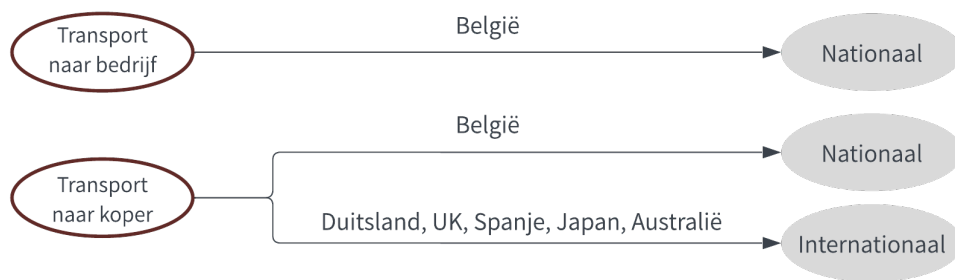 België
Transport
naar bedrijf
Nationaal
België
Nationaal
Transport
naar koper
Duitsland, UK, Spanje, Japan, Australië
Internationaal